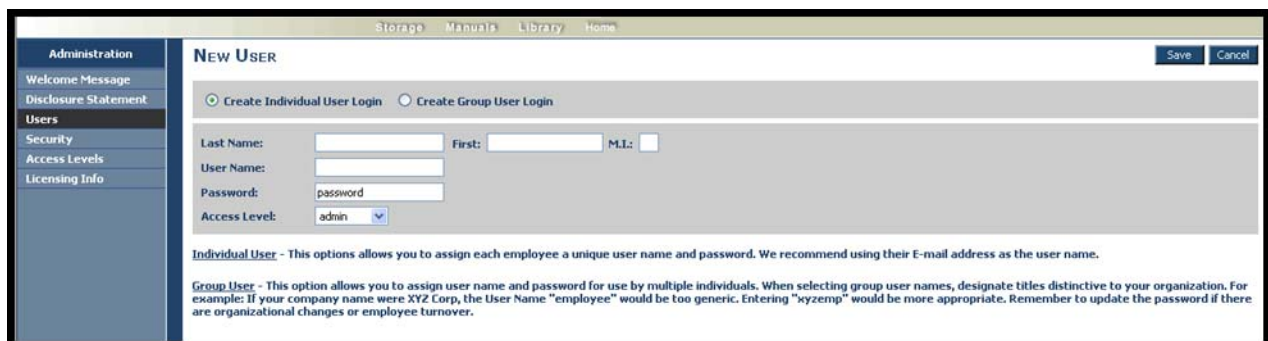 Storage Manuals Library Home
Administration
Welcome Message
Disclosure Statement
Users
Security
Access Levels
Licensing Info
NEW USER
Save Cancel
Create Individual User Login Create Group User Login
Last Name: First: M.I.:
User Name:
Password: password
Access Level: admin
Individual User - This options allows you to assign each employee a unique user name and password. We recommend using their E-mail address as the user name.
Group User - This option allows you to assign user name and password for use by multiple individuals. When selecting group user names, designate titles distinctive to your organization. For
example: If your company name were XYZ Corp, the User Name "employee" would be too generic. Entering "xyzemp" would be more appropriate. Remember to update the password if there
are organizational changes or employee turnover.